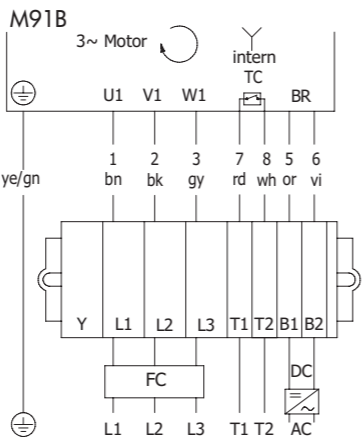 M91B
3~ Motor
intern
TC
U1 V1 W1 BR
1 2 3 7 8 5 6
ye/gn bn bk gy rd wh or vi
Y L1 L2 L3 T1 T2 B1 B2
FC DC
L1 L2 L3 T1 T2 AC